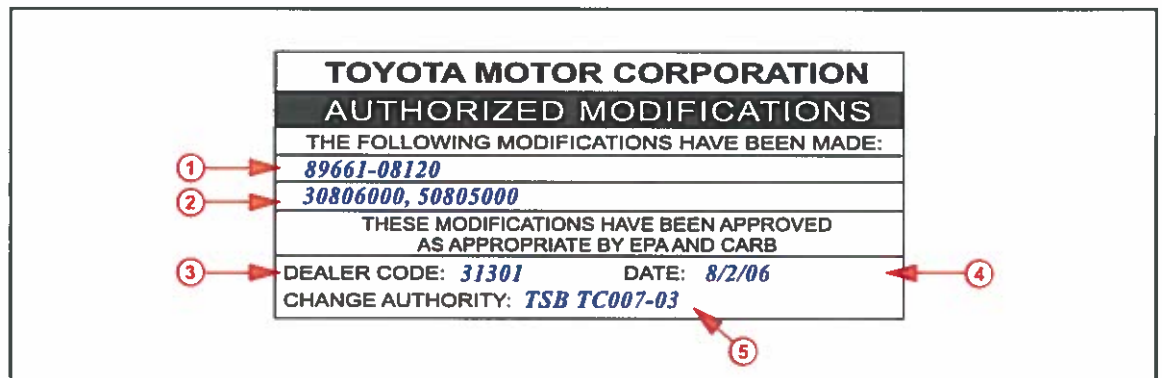 TOYOTA MOTOR CORPORATION
AUTHORIZED MODIFICATIONS
THE FOLLOWING MODIFICATIONS HAVE BEEN MADE:
1 89661-08120
2 30806000, 50805000
THESE MODIFICATIONS HAVE BEEN APPROVED
AS APPROPRIATE BY EPA AND CARB
3 DEALER CODE: 31301 DATE: 8/2/06 4
CHANGE AUTHORITY: TSB TC007-03
5